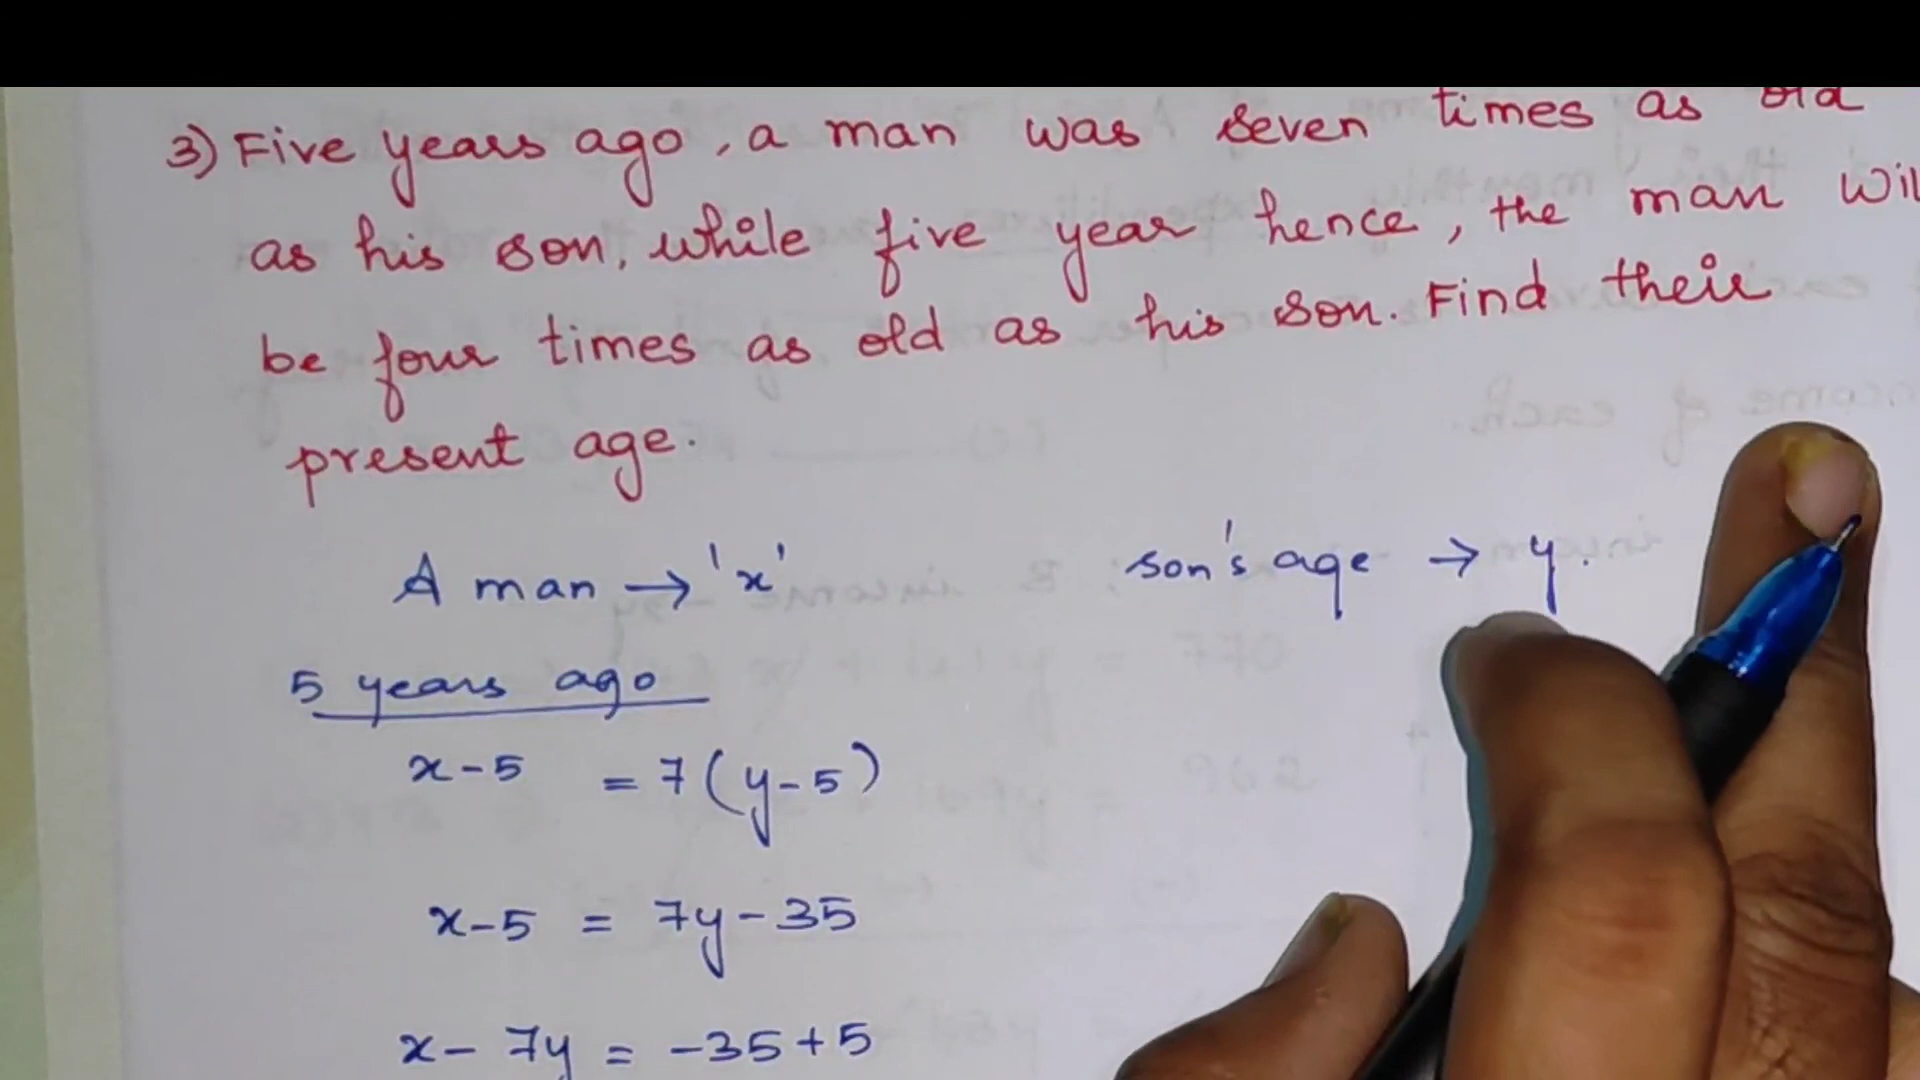 3) Five years ago, a man was seven times as old
as his son, while five year hence, the man wil
be four times as old as his son. Find their
present age.
A man → 'x' son's age → y.
5 years ago
x-5 = 7(y-5)
x-5 = 7y-35
x- 7y = -35+5